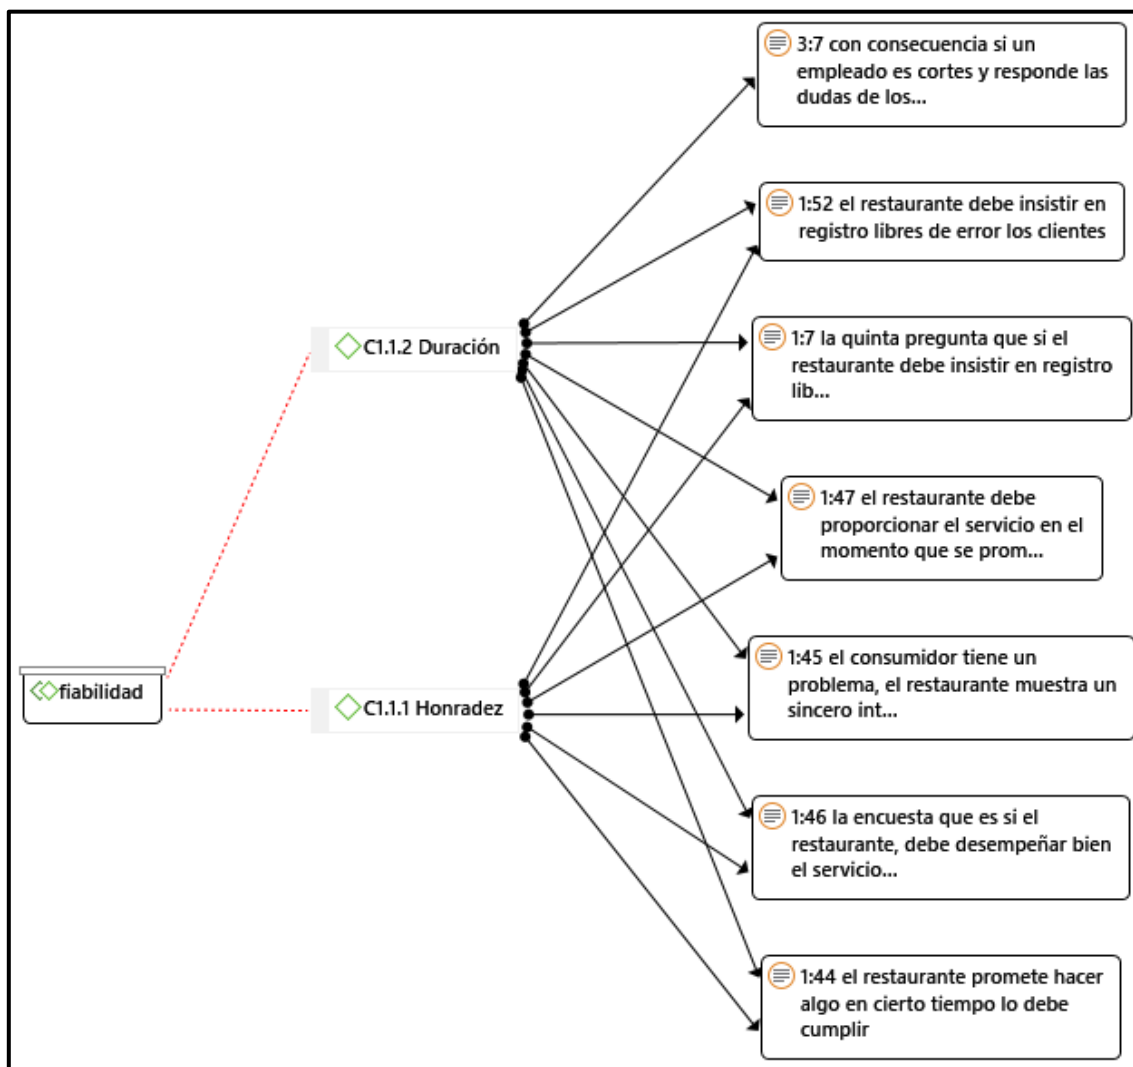 3:7 con consecuencia si un
empleado es cortes y responde las
dudas de los...
1:52 el restaurante debe insistir en
registro libres de error los clientes
C1.1.2 Duración
1:7 la quinta pregunta que si el
restaurante debe insistir en registro
lib...
1:47 el restaurante debe
proporcionar el servicio en el
momento que se prom...
fiabilidad
C1.1.1 Honradez
1:45 el consumidor tiene un
problema, el restaurante muestra un
sincero int...
1:46 la encuesta que es si el
restaurante, debe desempeñar bien
el servicio...
1:44 el restaurante promete hacer
algo en cierto tiempo lo debe
cumplir